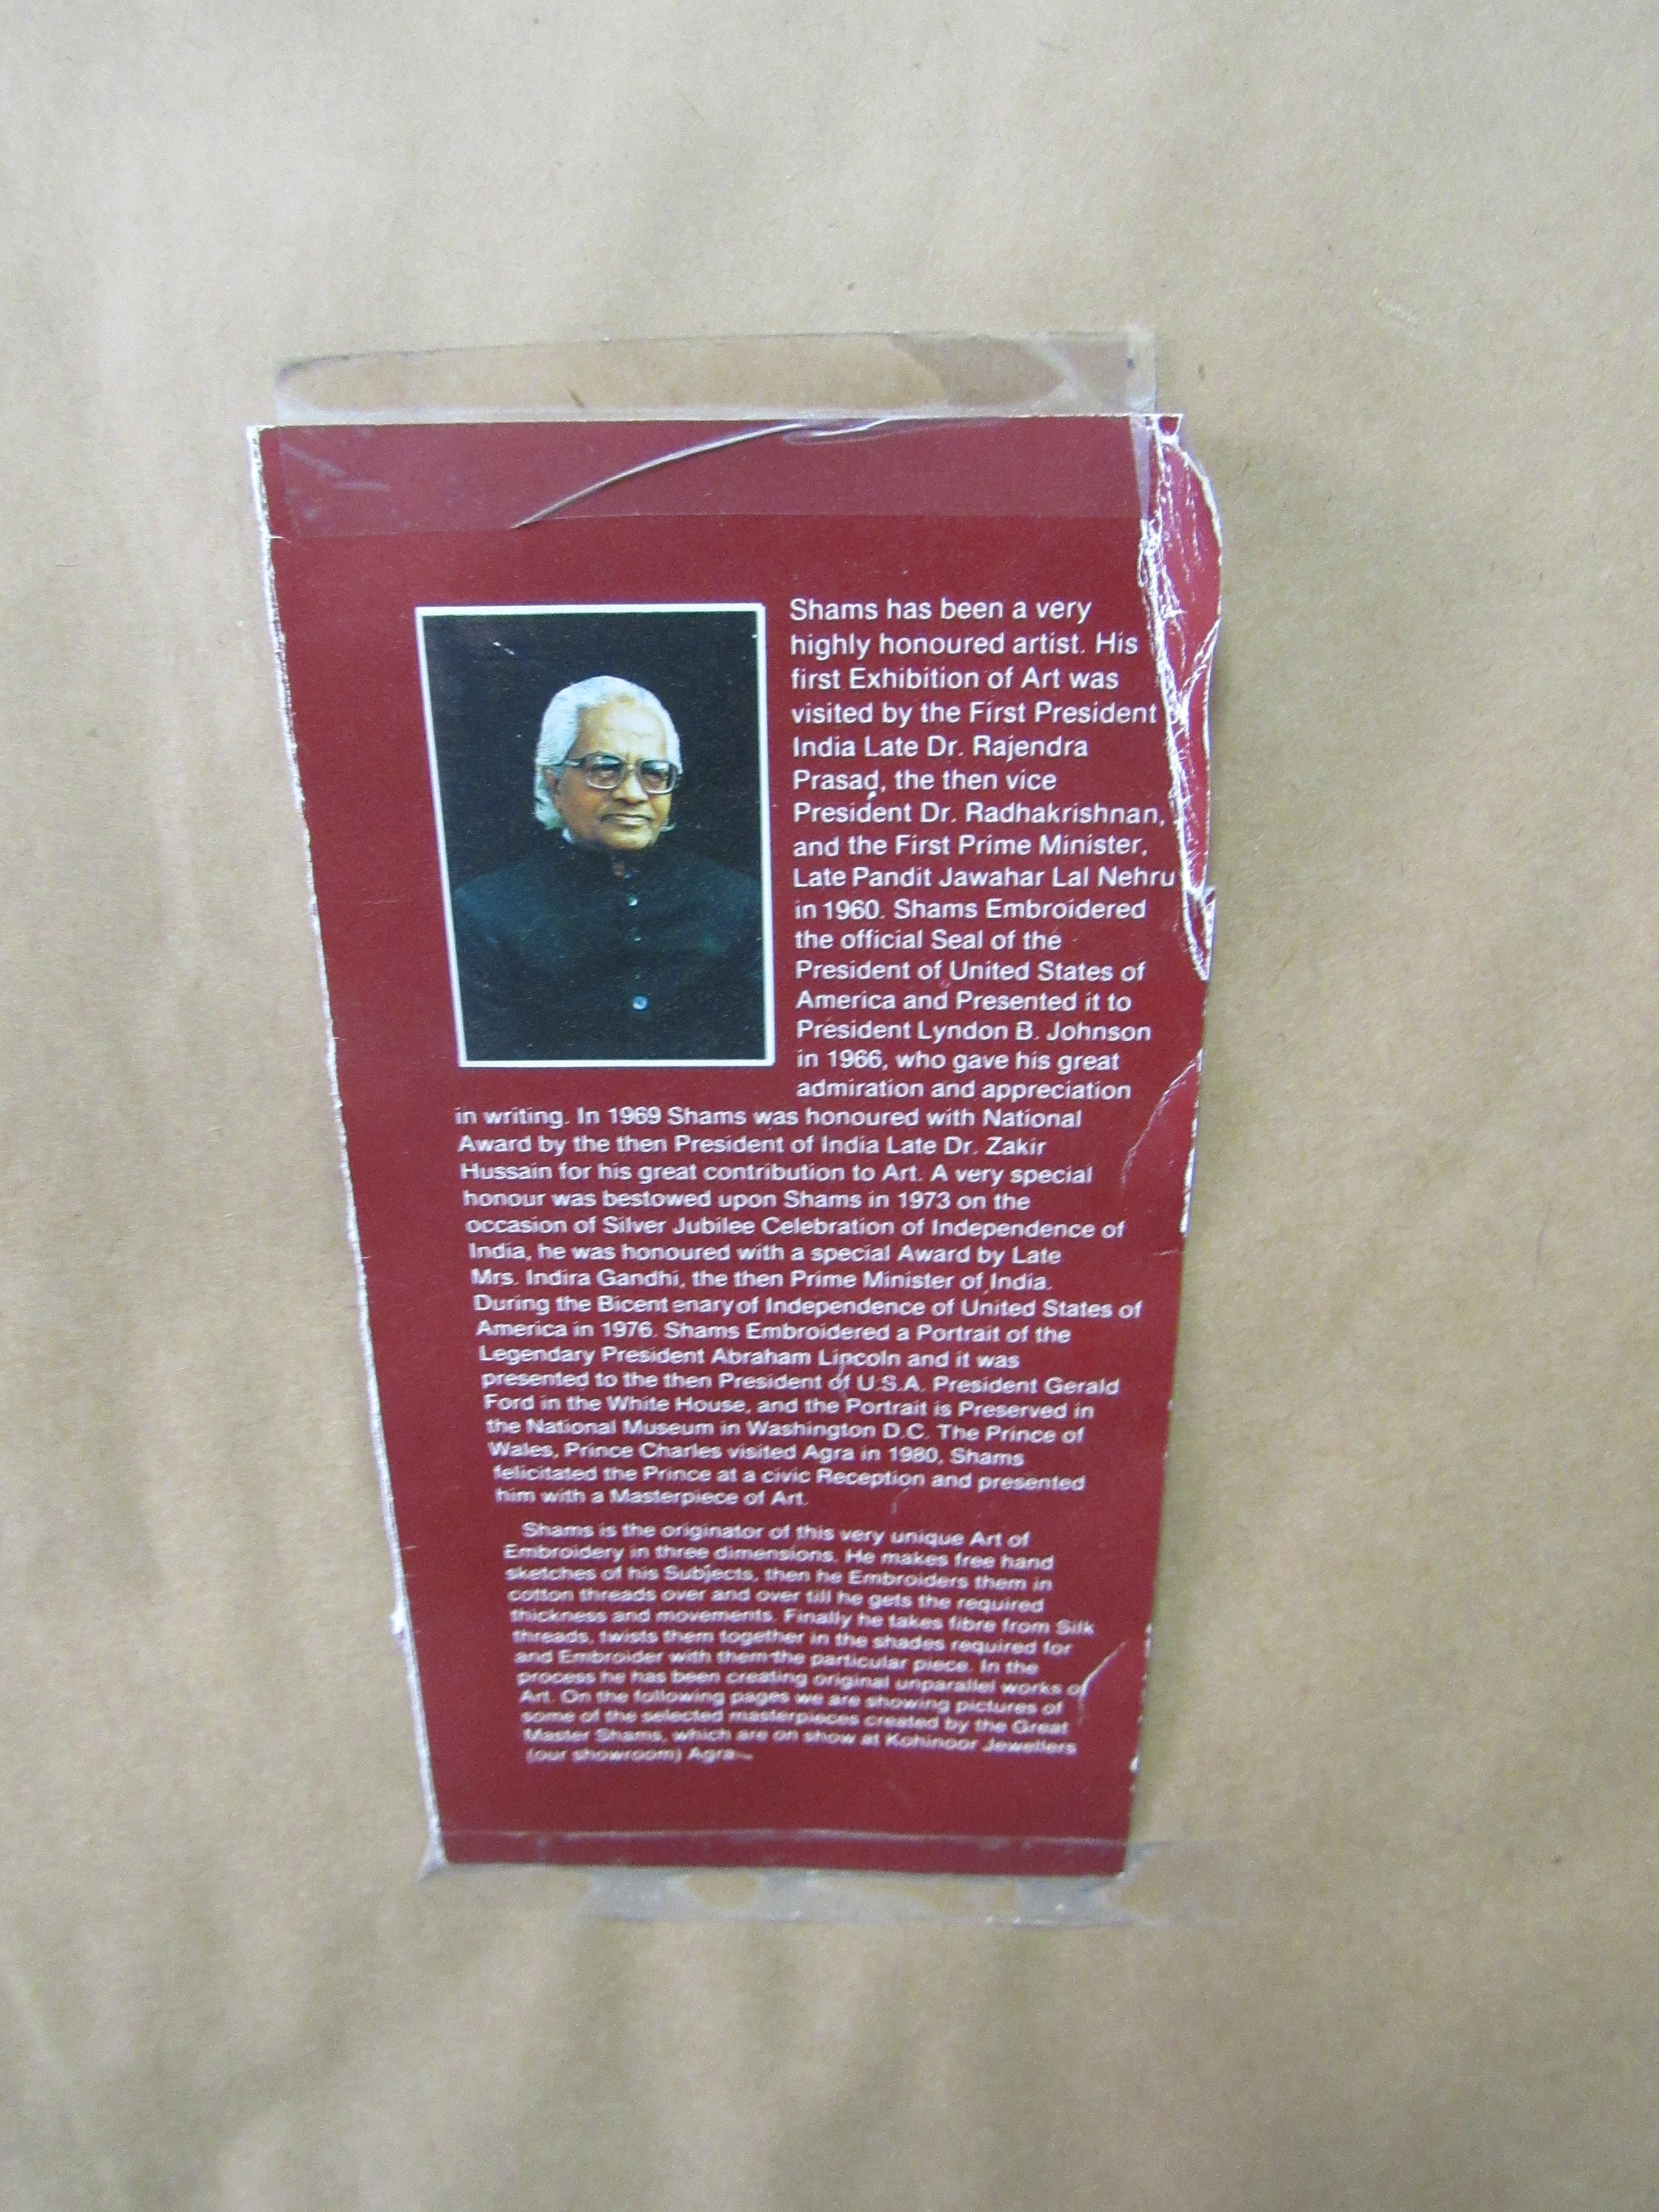 Shams has been a very
highly honoured artist. His
first Exhibition of Art was
visited by the First President
India Late Dr. Rajendra
Prasad, the then vice
President Dr. Radhakrishnan,
and the First Prime Minister,
Late Pandit Jawahar Lal Nehru
in 1960. Shams Embroidered
the official Seal of the
President of United States of
America and Presented it to
President Lyndon B. Johnson
in 1966, who gave his great
admiration and appreciation
in writing. In 1969 Shams was honoured with National
Award by the then President of India Late Dr. Zakir
Hussain for his great contribution to Art. A very special
honour was bestowed upon Shams in 1973 on the
occasion of Silver Jubilee Celebration of Independence of
India, he was honoured with a special Award by Late
Mrs. Indira Gandhi, the then Prime Minister of India.
During the Bicent enary of Independence of United States of
America in 1976. Shams Embroidered a Portrait of the
Legendary President Abraham Lincoln and it was
presented to the then President of U.S.A. President Gerald
Ford in the White House, and the Portrait is Preserved in
the National Museum in Washington D.C. The Prince of
Wales, Prince Charles visited Agra in 1980, Shams
felicitated the Prince at a civic Reception and presented
him with a Masterpiece of Art.
Shams is the originator of this very unique Art of
Embroidery in three dimensions. He makes free hand
sketches of his Subjects, then he Embroiders them in
cotton threads over and over till he gets the required
thickness and movements. Finally he takes fibre from Silk
threads, twists them together in the shades required for
and Embroider with them the particular piece. In the
process he has been creating original unparallel works of
Art. On the following pages we are showing pictures of
some of the selected masterpieces created by the Great
Master Shams, which are on show at Kohinoor Jewellers
(our showroom) Agra